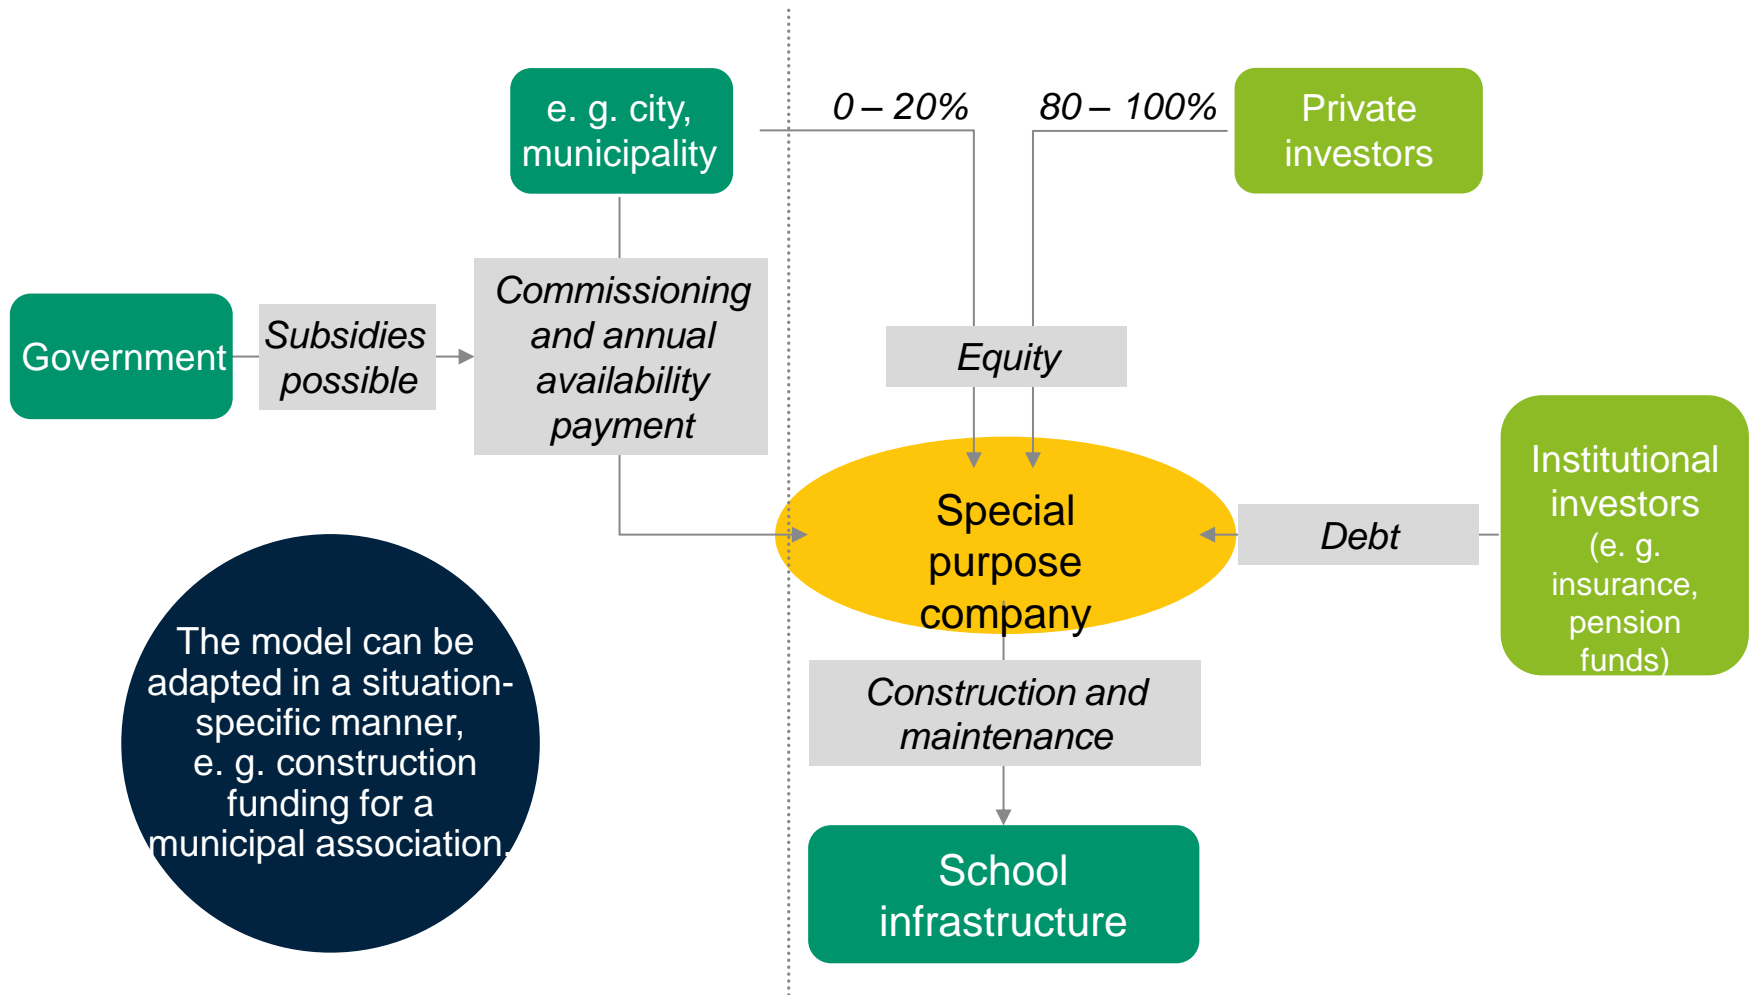 e. g. city,
municipality
0 – 20%
80 – 100%
Private
investors
Government
Subsidies
possible
Commissioning
and annual
availability
payment
Equity
Special
purpose
company
Debt
Institutional
investors
(e. g.
insurance,
pension
funds)
The model can be
adapted in a situation-
specific manner,
e. g. construction
funding for a
municipal association.
Construction and
maintenance
School
infrastructure